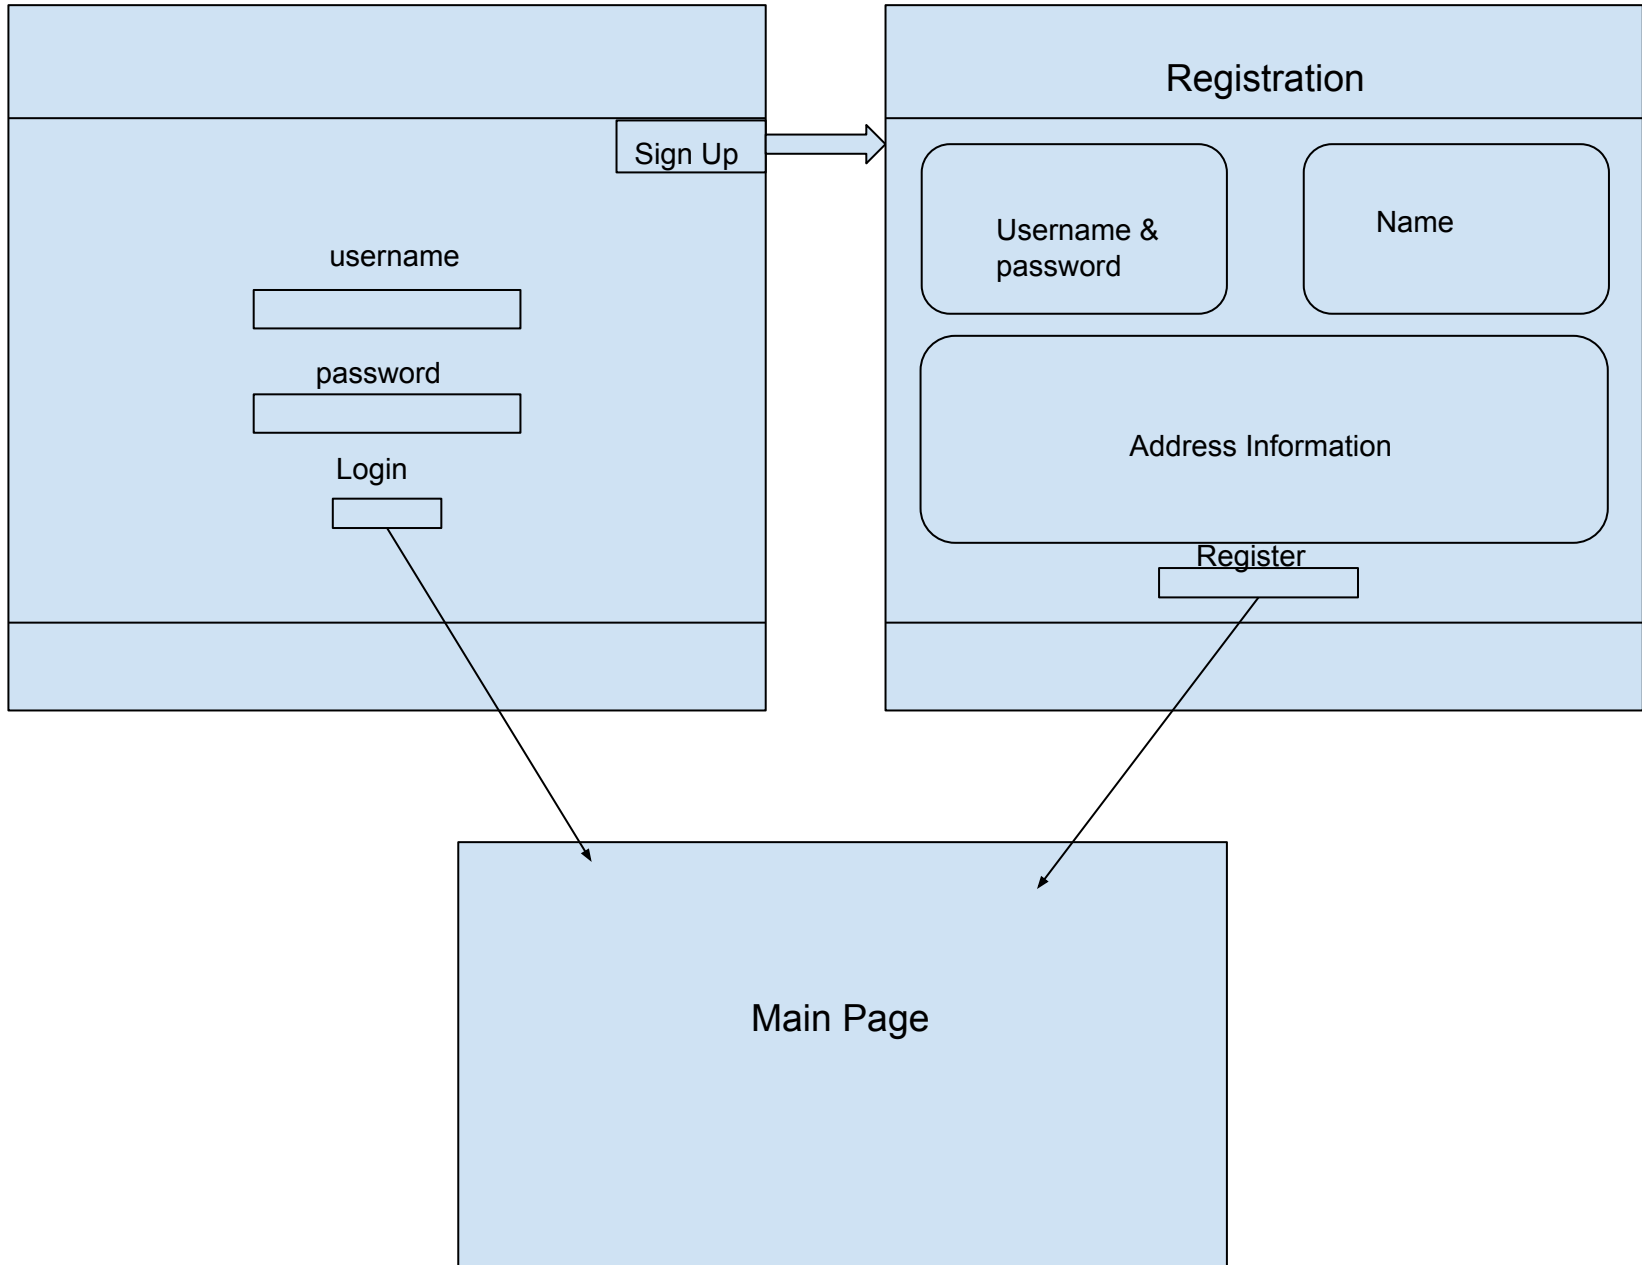 Sign Up
username
password
Login
Registration
Username &
password
Name
Address Information
Register
Main Page